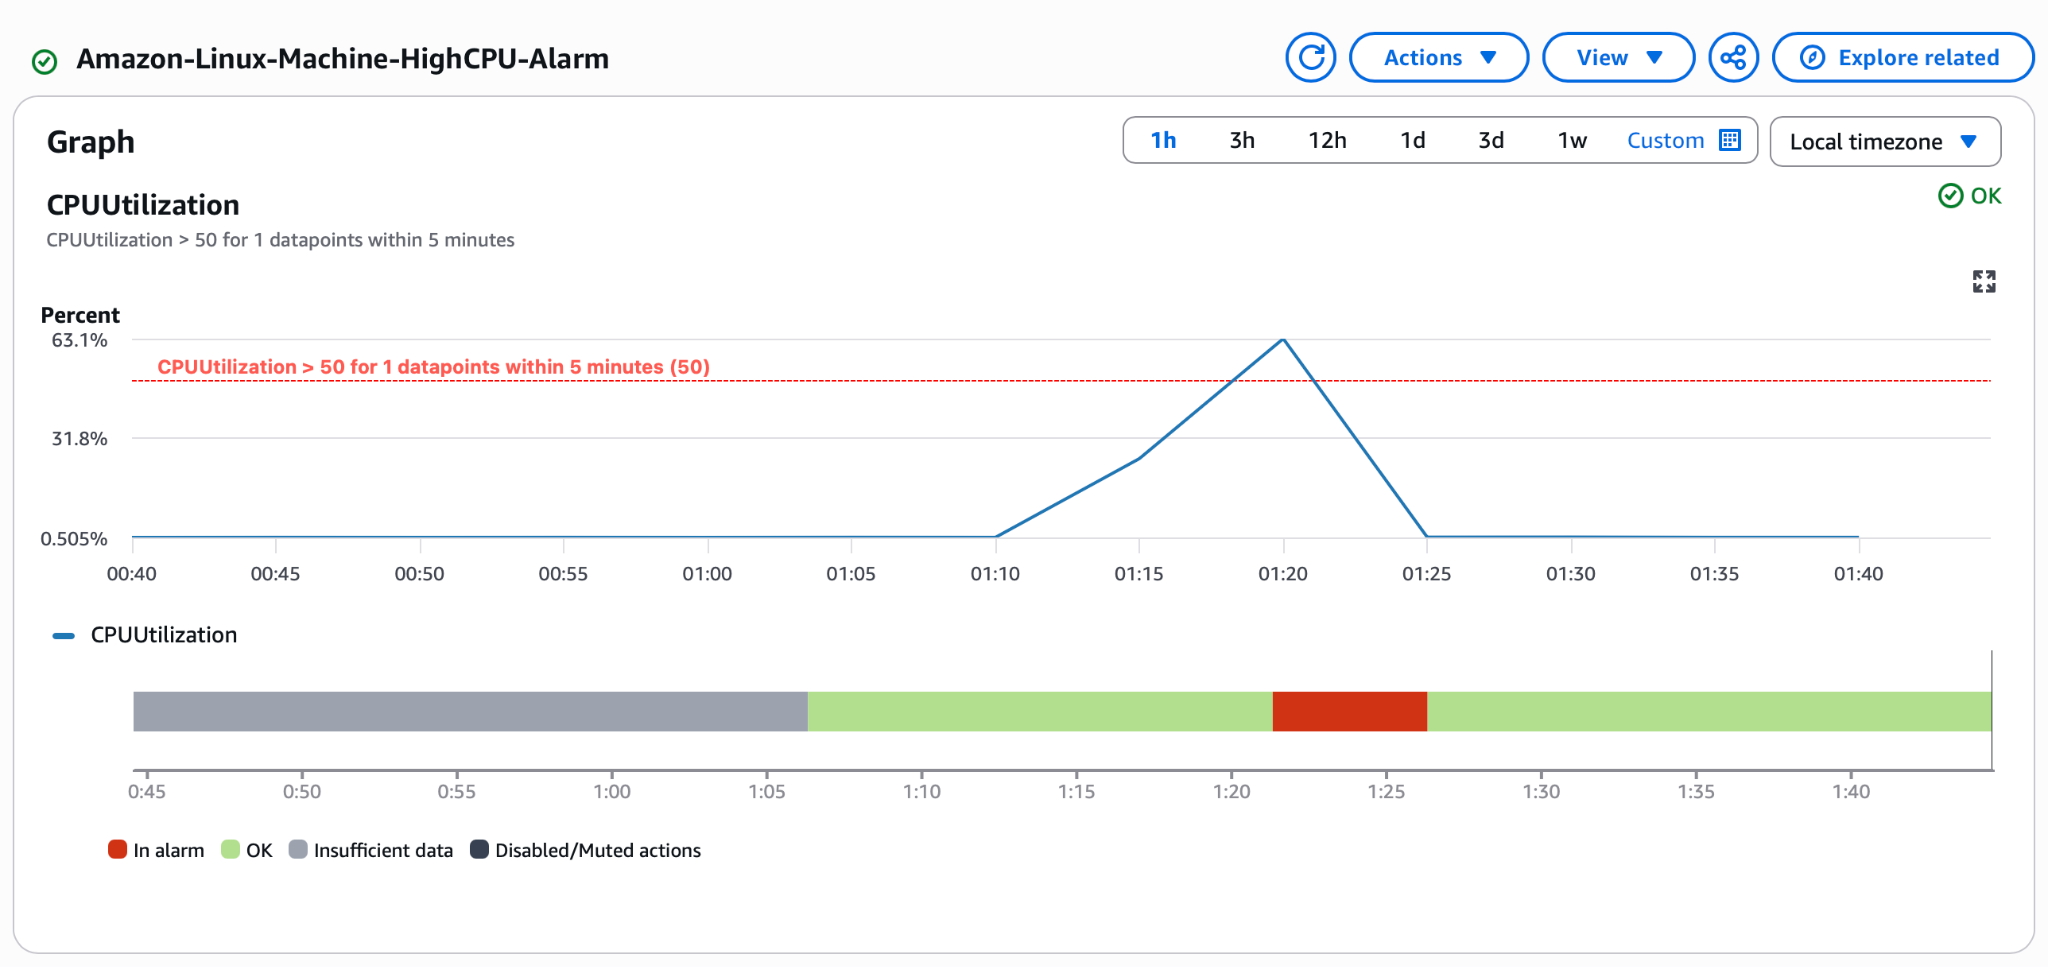 Amazon-Linux-Machine-HighCPU-Alarm
Actions
View
Explore related
Graph
1h 3h 12h 1d 3d 1w Custom
Local timezone
CPUUtilization
OK
CPUUtilization > 50 for 1 datapoints within 5 minutes
Percent
63.1%
CPUUtilization > 50 for 1 datapoints within 5 minutes (50)
31.8%
0.505%
00:40 00:45 00:50 00:55 01:00 01:05 01:10 01:15 01:20 01:25 01:30 01:35 01:40
CPUUtilization
0:45 0:50 0:55 1:00 1:05 1:10 1:15 1:20 1:25 1:30 1:35 1:40
In alarm OK Insufficient data Disabled/Muted actions